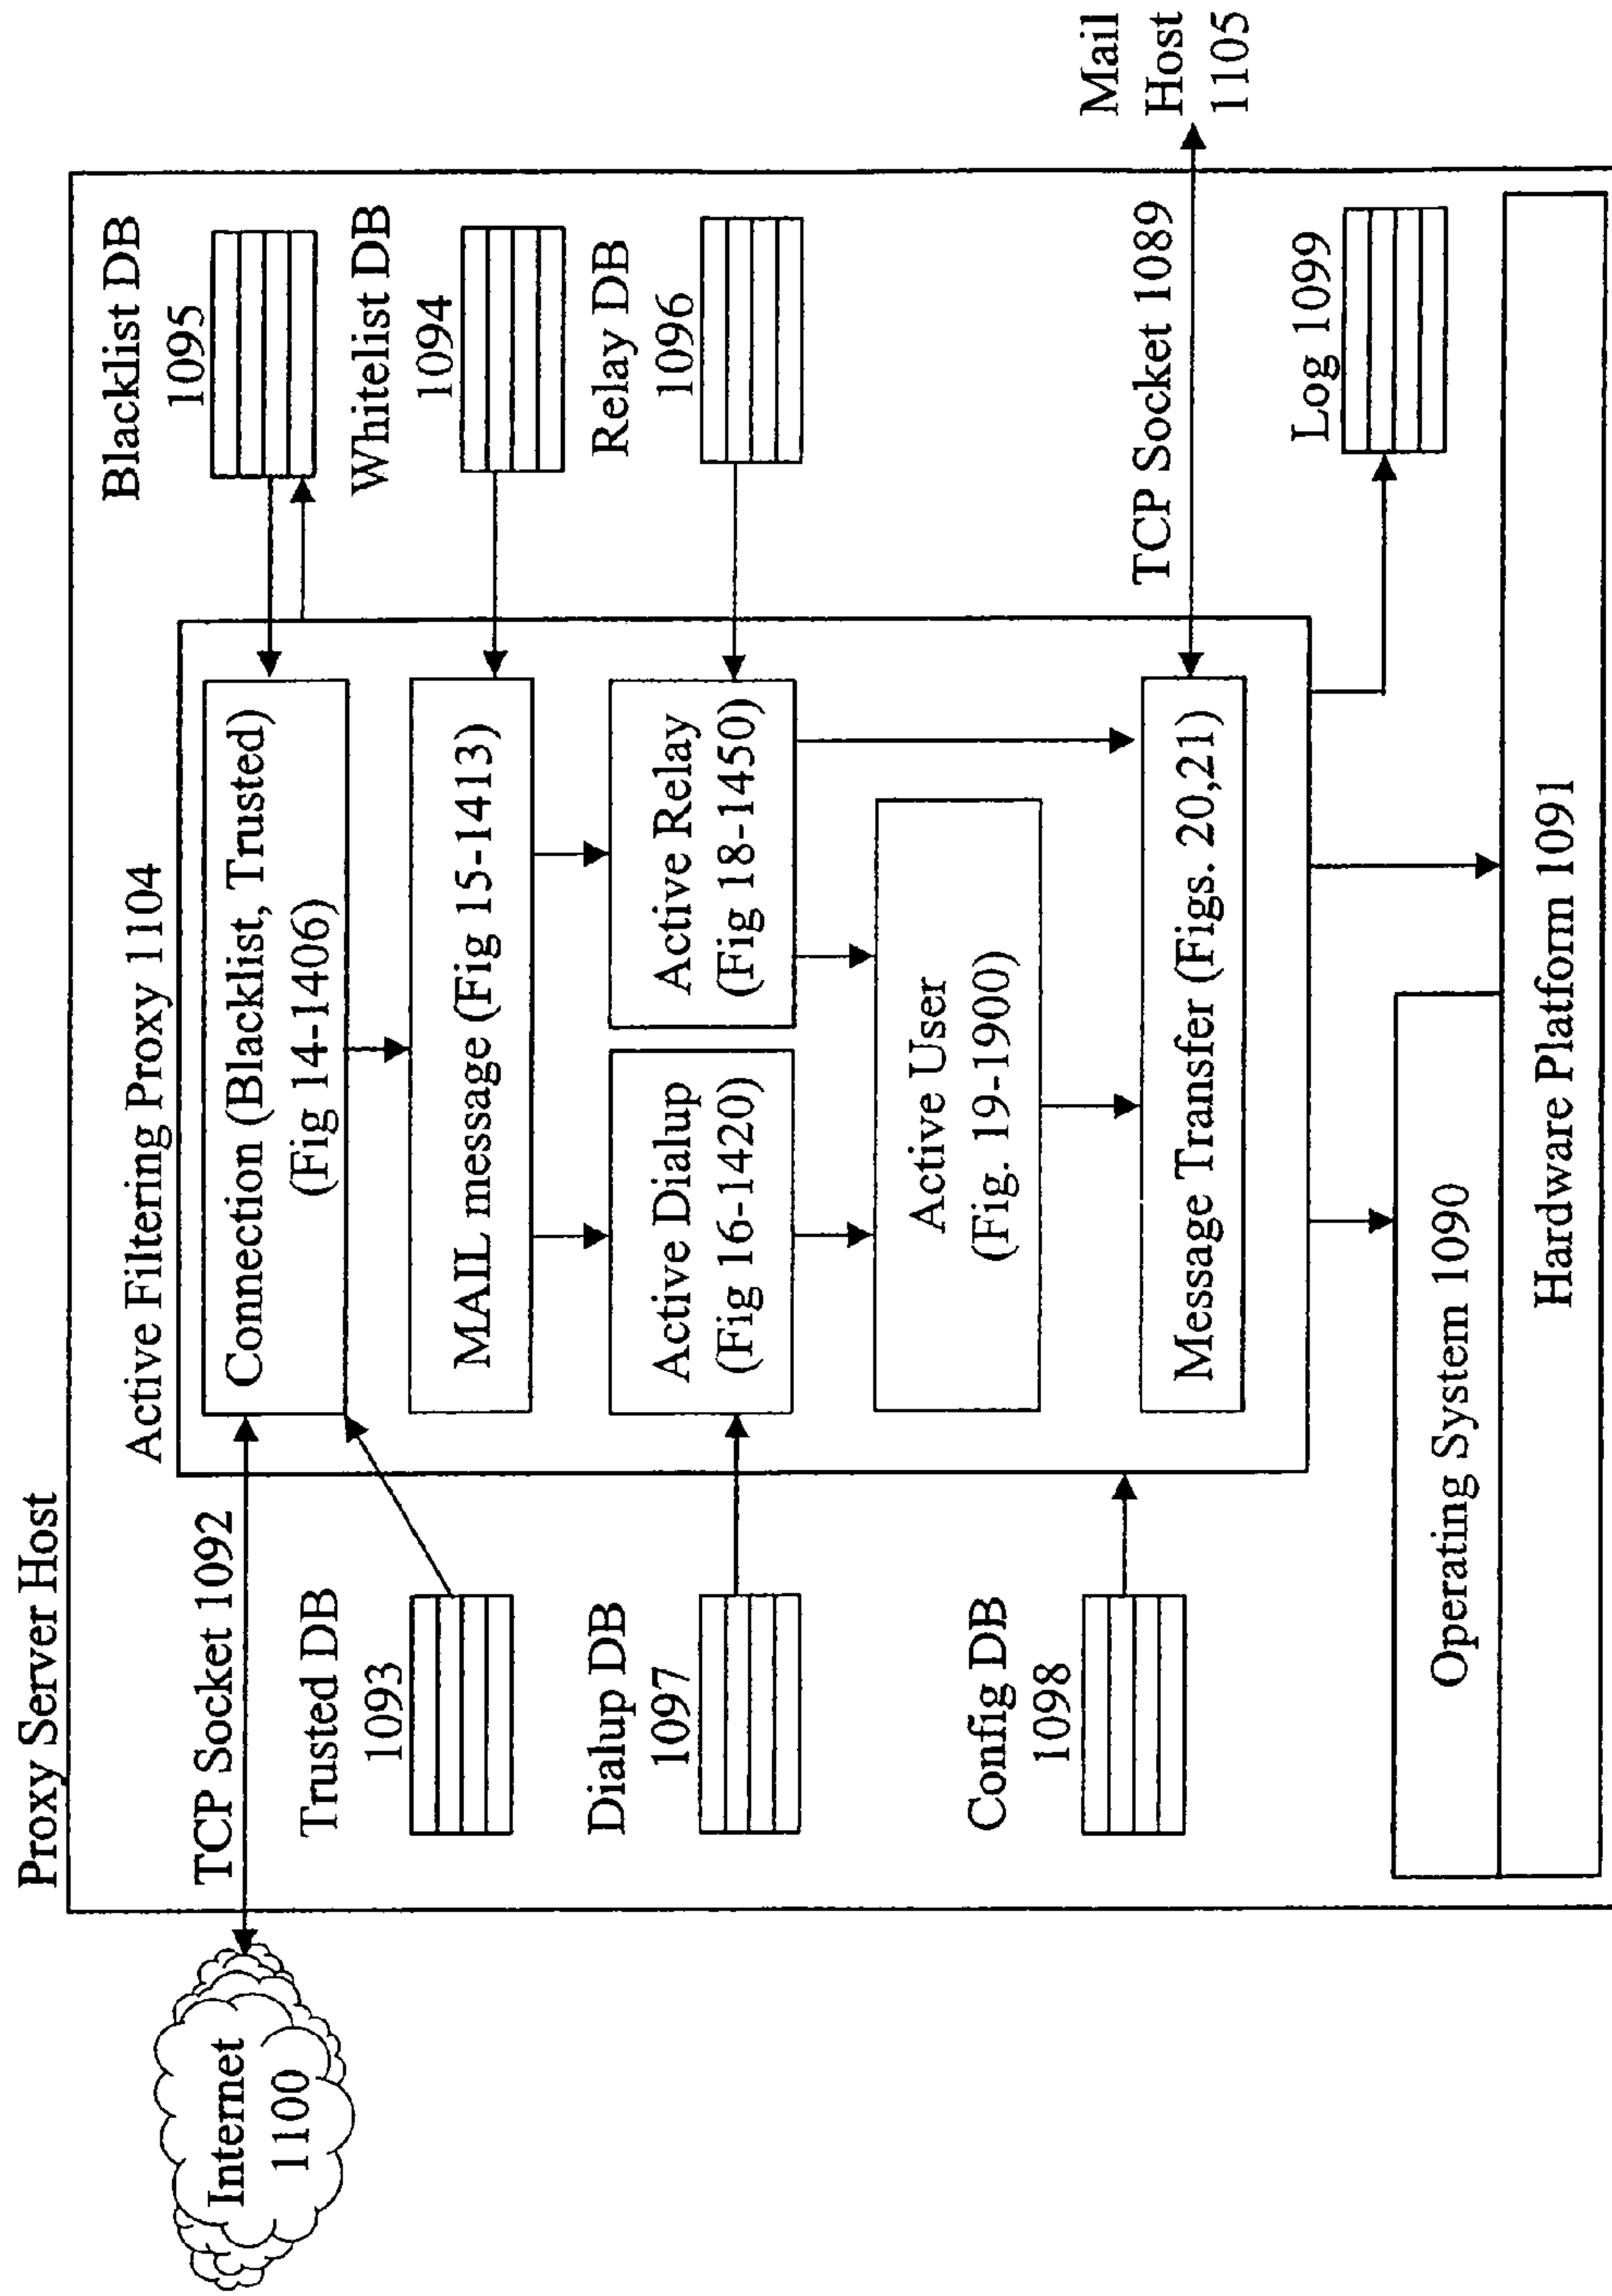 Proxy Server Host
Active Filtering Proxy 1104
Internet
1100
TCP Socket 1092
Trusted DB
1093
Dialup DB
1097
Config DB
1098
Connection (Blacklist, Trusted)
(Fig 14-1406)
MAIL message (Fig 15-1413)
Active Dialup
(Fig 16-1420)
Active Relay
(Fig 18-1450)
Active User
(Fig. 19-1900)
Message Transfer (Figs. 20,21)
Blacklist DB
1095
Whitelist DB
1094
Relay DB
1096
TCP Socket 1089
Mail
Host
1105
Log 1099
Operating System 1090
Hardware Platform 1091